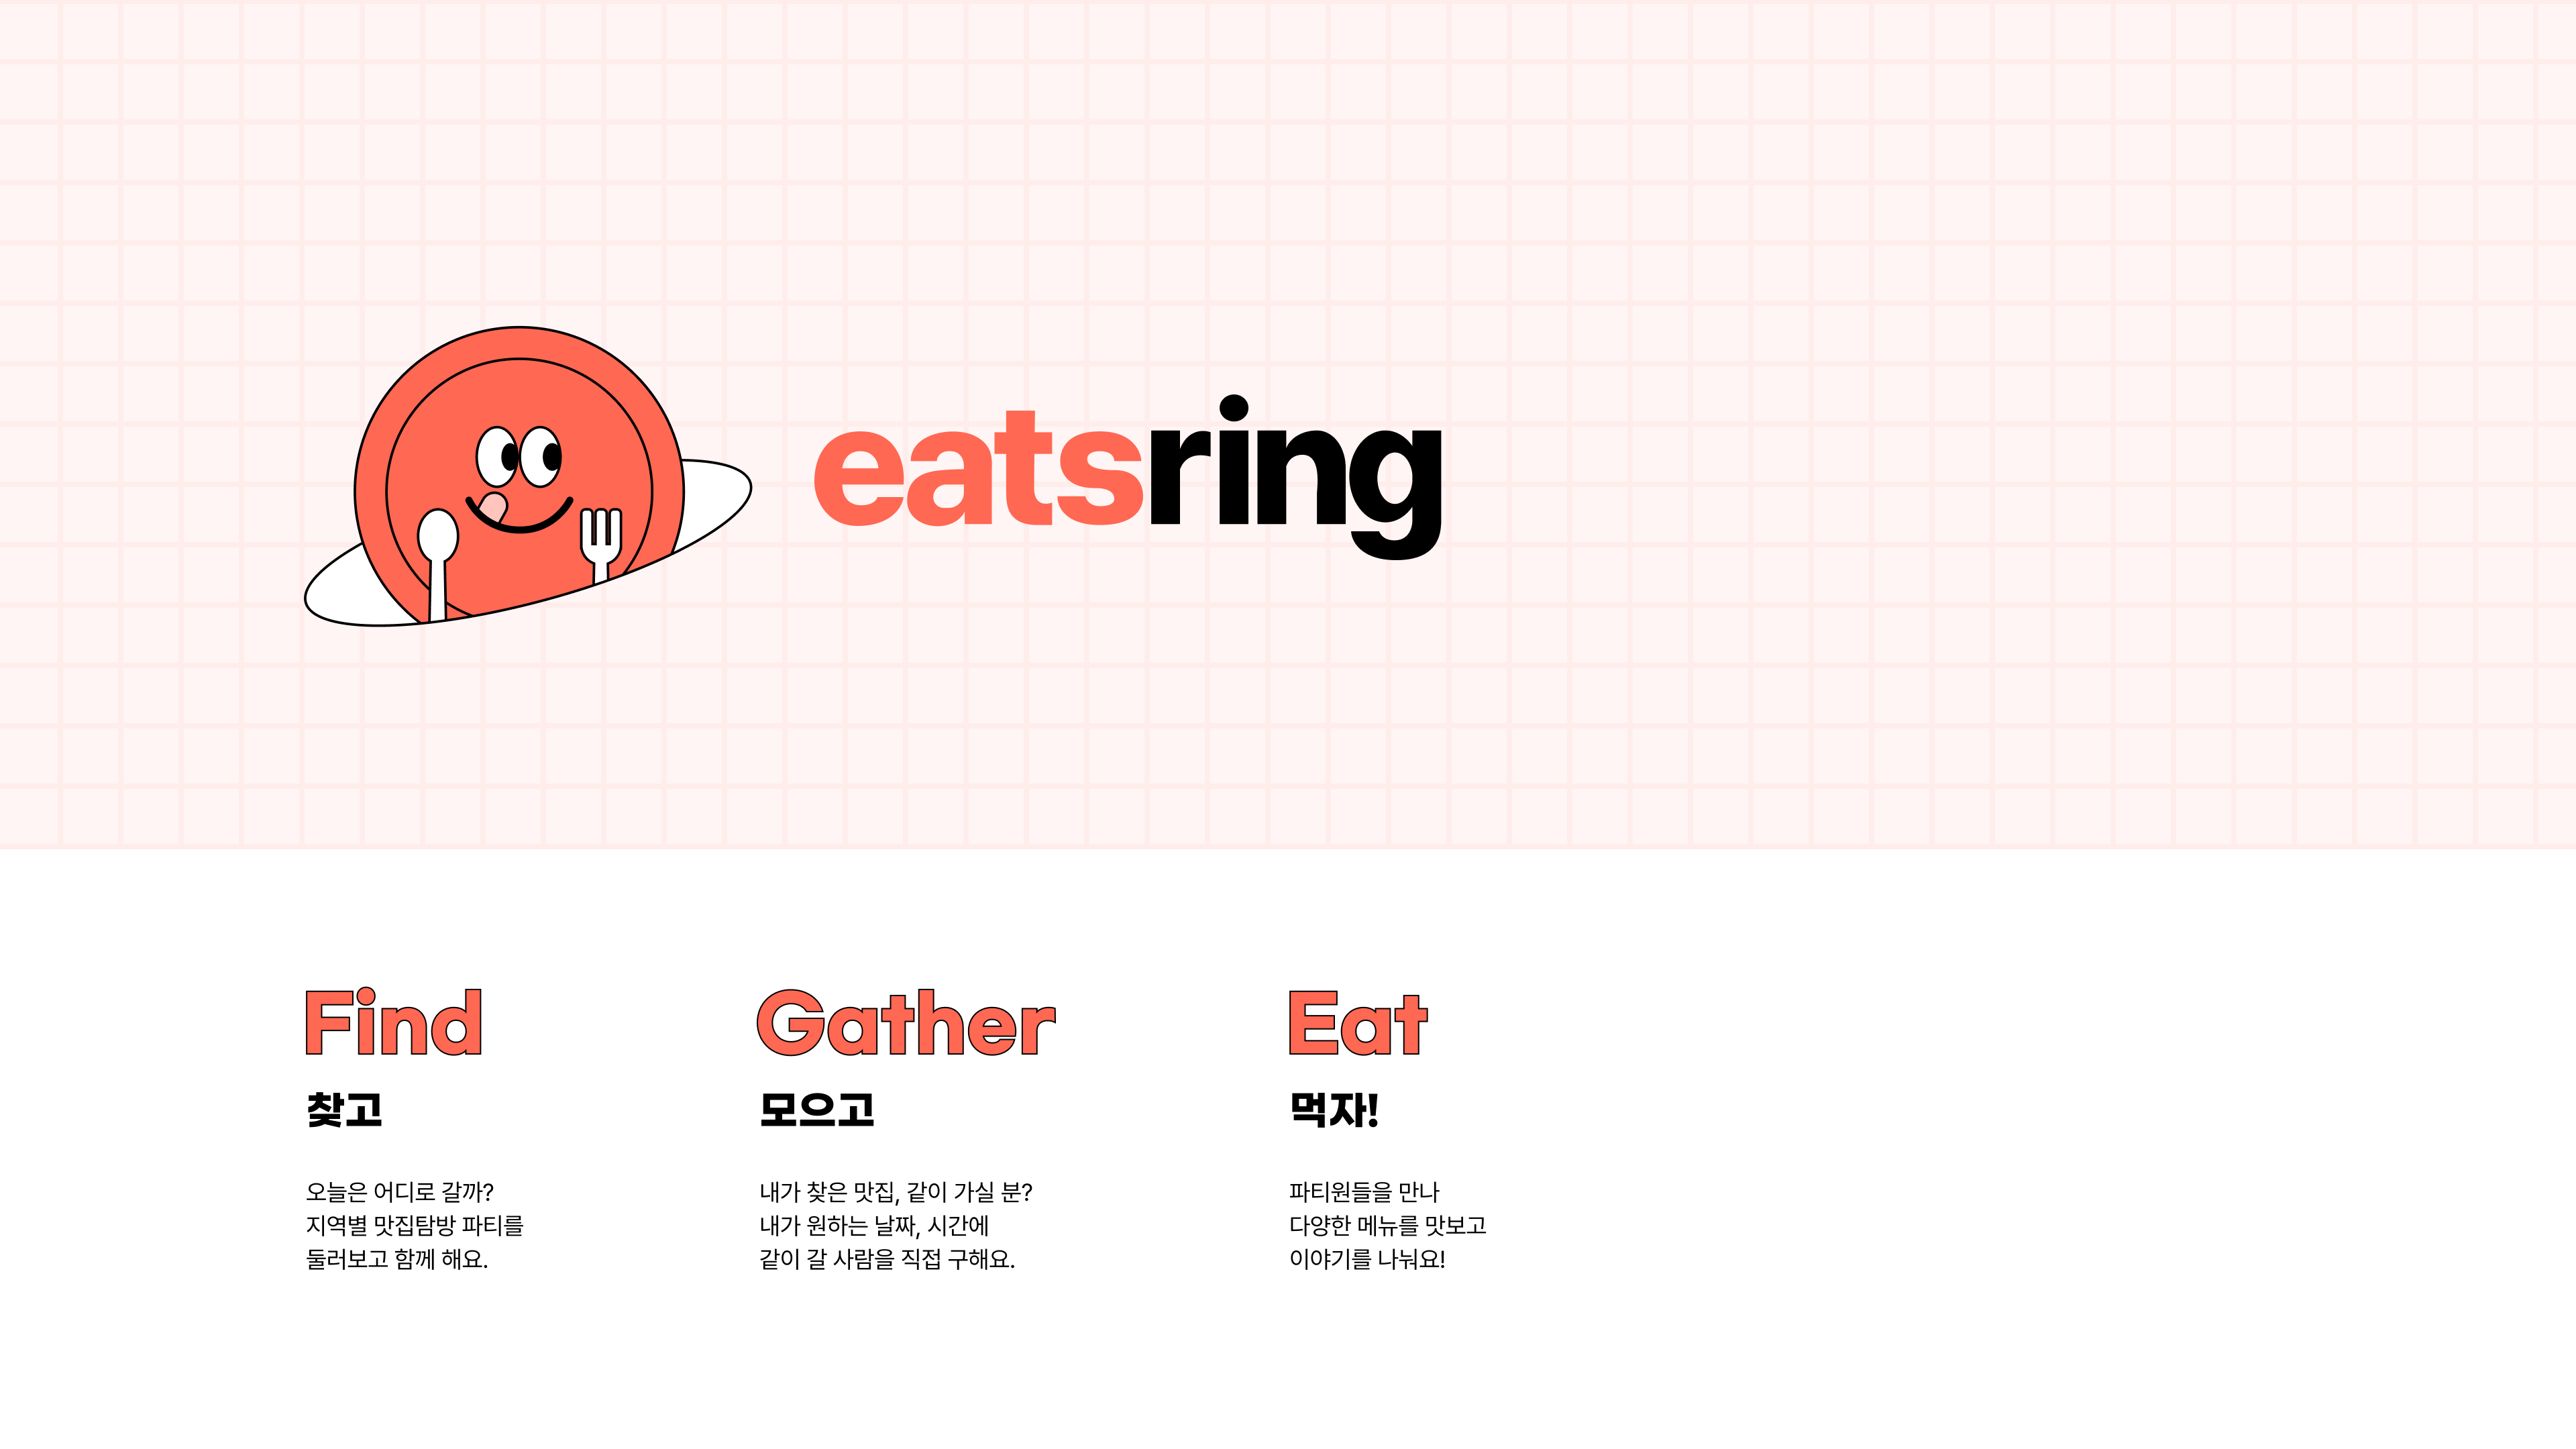 eatsring
Find
찾고
오늘은 어디로 갈까?
지역별 맛집탐방 파티를
둘러보고 함께 해요.
Gather
모으고
내가 찾은 맛집, 같이 가실 분?
내가 원하는 날짜, 시간에
같이 갈 사람을 직접 구해요.
Eat
먹자!
파티원들을 만나
다양한 메뉴를 맛보고
이야기를 나눠요!